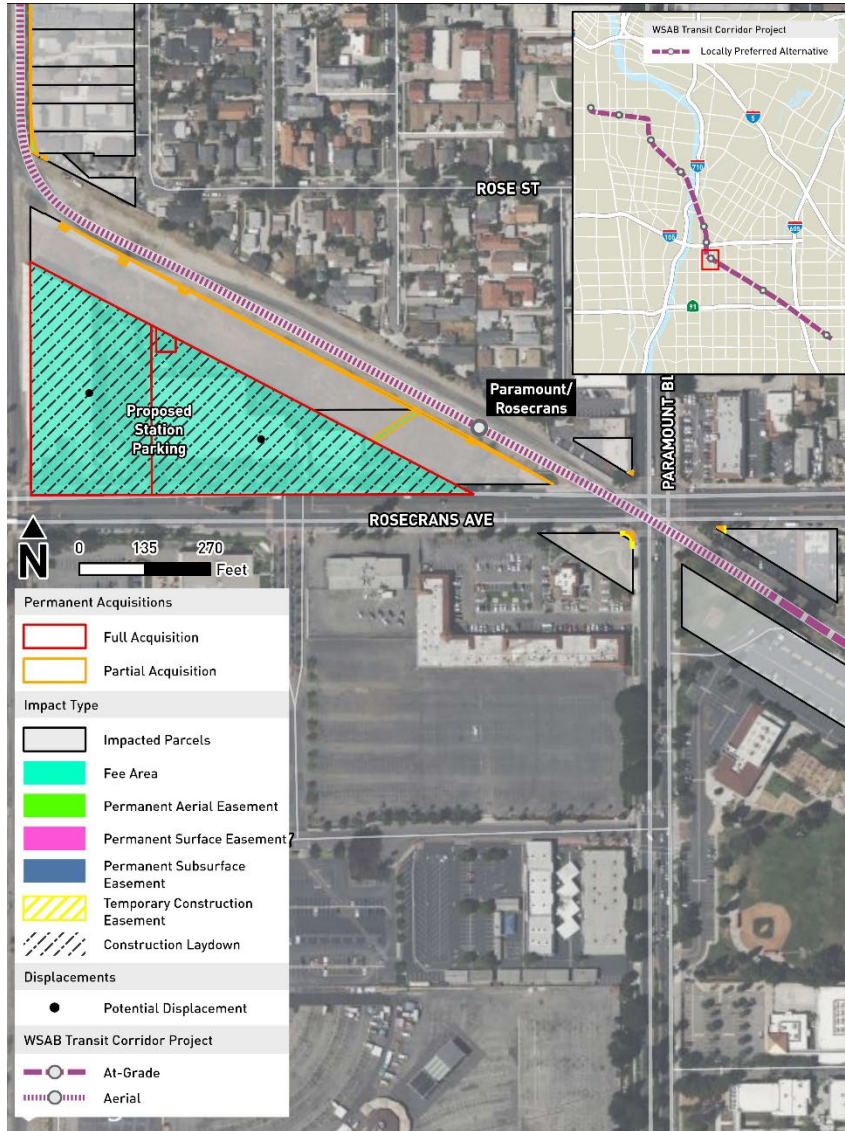 WSAB Transit Corridor Project
Locally Preferred Alternative
5
710
105
605
91
ROSE ST
Paramount/
Rosecrans
PARAMOUNT BL
Proposed
Station
Parking
ROSECRANS AVE
N
0 135 270
Feet
Permanent Acquisitions
Full Acquisition
Partial Acquisition
Impact Type
Impacted Parcels
Fee Area
Permanent Aerial Easement
Permanent Surface Easement
Permanent Subsurface
Easement
Temporary Construction
Easement
Construction Laydown
Displacements
Potential Displacement
WSAB Transit Corridor Project
At-Grade
Aerial